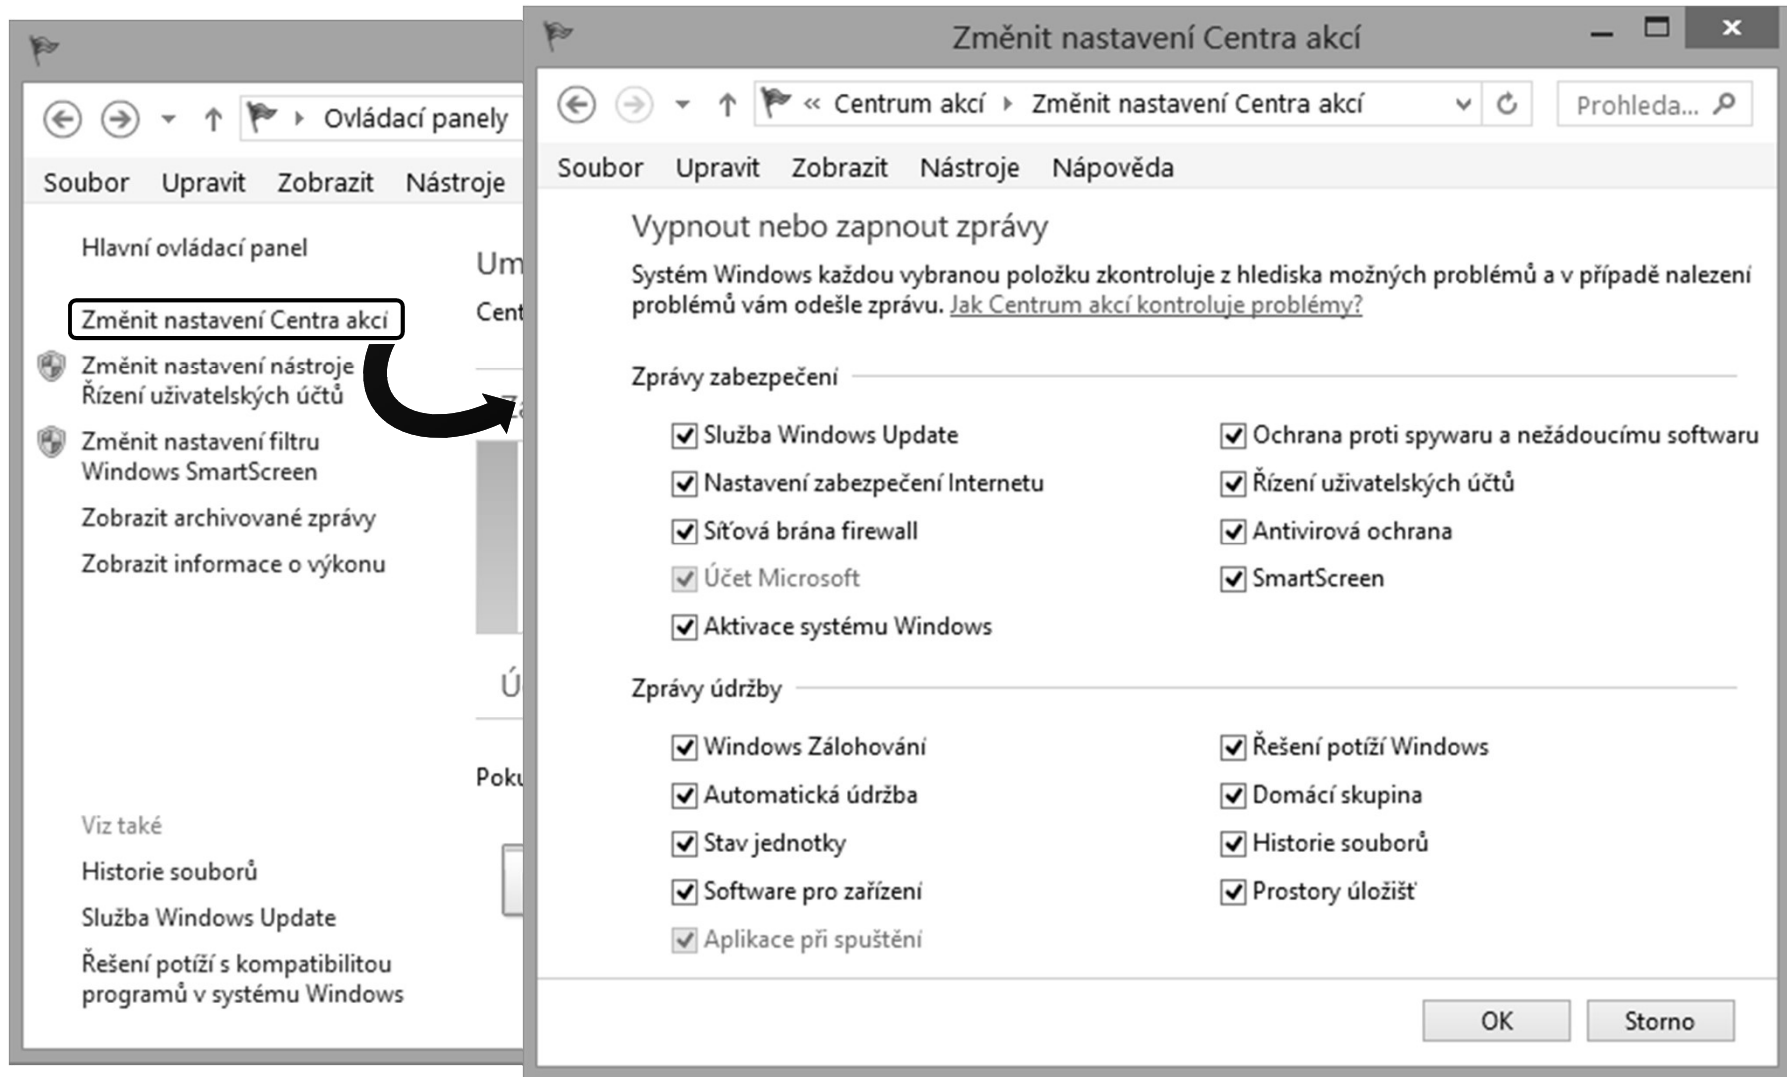 Ovládací panely
Soubor Upravit Zobrazit Nástroje
Hlavní ovládací panel
Změnit nastavení Centra akcí
Změnit nastavení nástroje
Řízení uživatelských účtů
Změnit nastavení filtru
Windows SmartScreen
Zobrazit archivované zprávy
Zobrazit informace o výkonu
Viz také
Historie souborů
Služba Windows Update
Řešení potíží s kompatibilitou
programů v systému Windows
Um
Cent
Ú
Poku
Změnit nastavení Centra akcí
« Centrum akcí Změnit nastavení Centra akcí
Prohleda...
Soubor Upravit Zobrazit Nástroje Nápověda
Vypnout nebo zapnout zprávy
Systém Windows každou vybranou položku zkontroluje z hlediska možných problémů a v případě nalezení
problémů vám odešle zprávu. Jak Centrum akcí kontroluje problémy?
Zprávy zabezpečení
Služba Windows Update
Ochrana proti spywaru a nežádoucímu softwaru
Nastavení zabezpečení Internetu
Řízení uživatelských účtů
Síťová brána firewall
Antivirová ochrana
Účet Microsoft
SmartScreen
Aktivace systému Windows
Zprávy údržby
Windows Zálohování
Řešení potíží Windows
Automatická údržba
Domácí skupina
Stav jednotky
Historie souborů
Software pro zařízení
Prostory úložišť
Aplikace při spuštění
OK
Storno